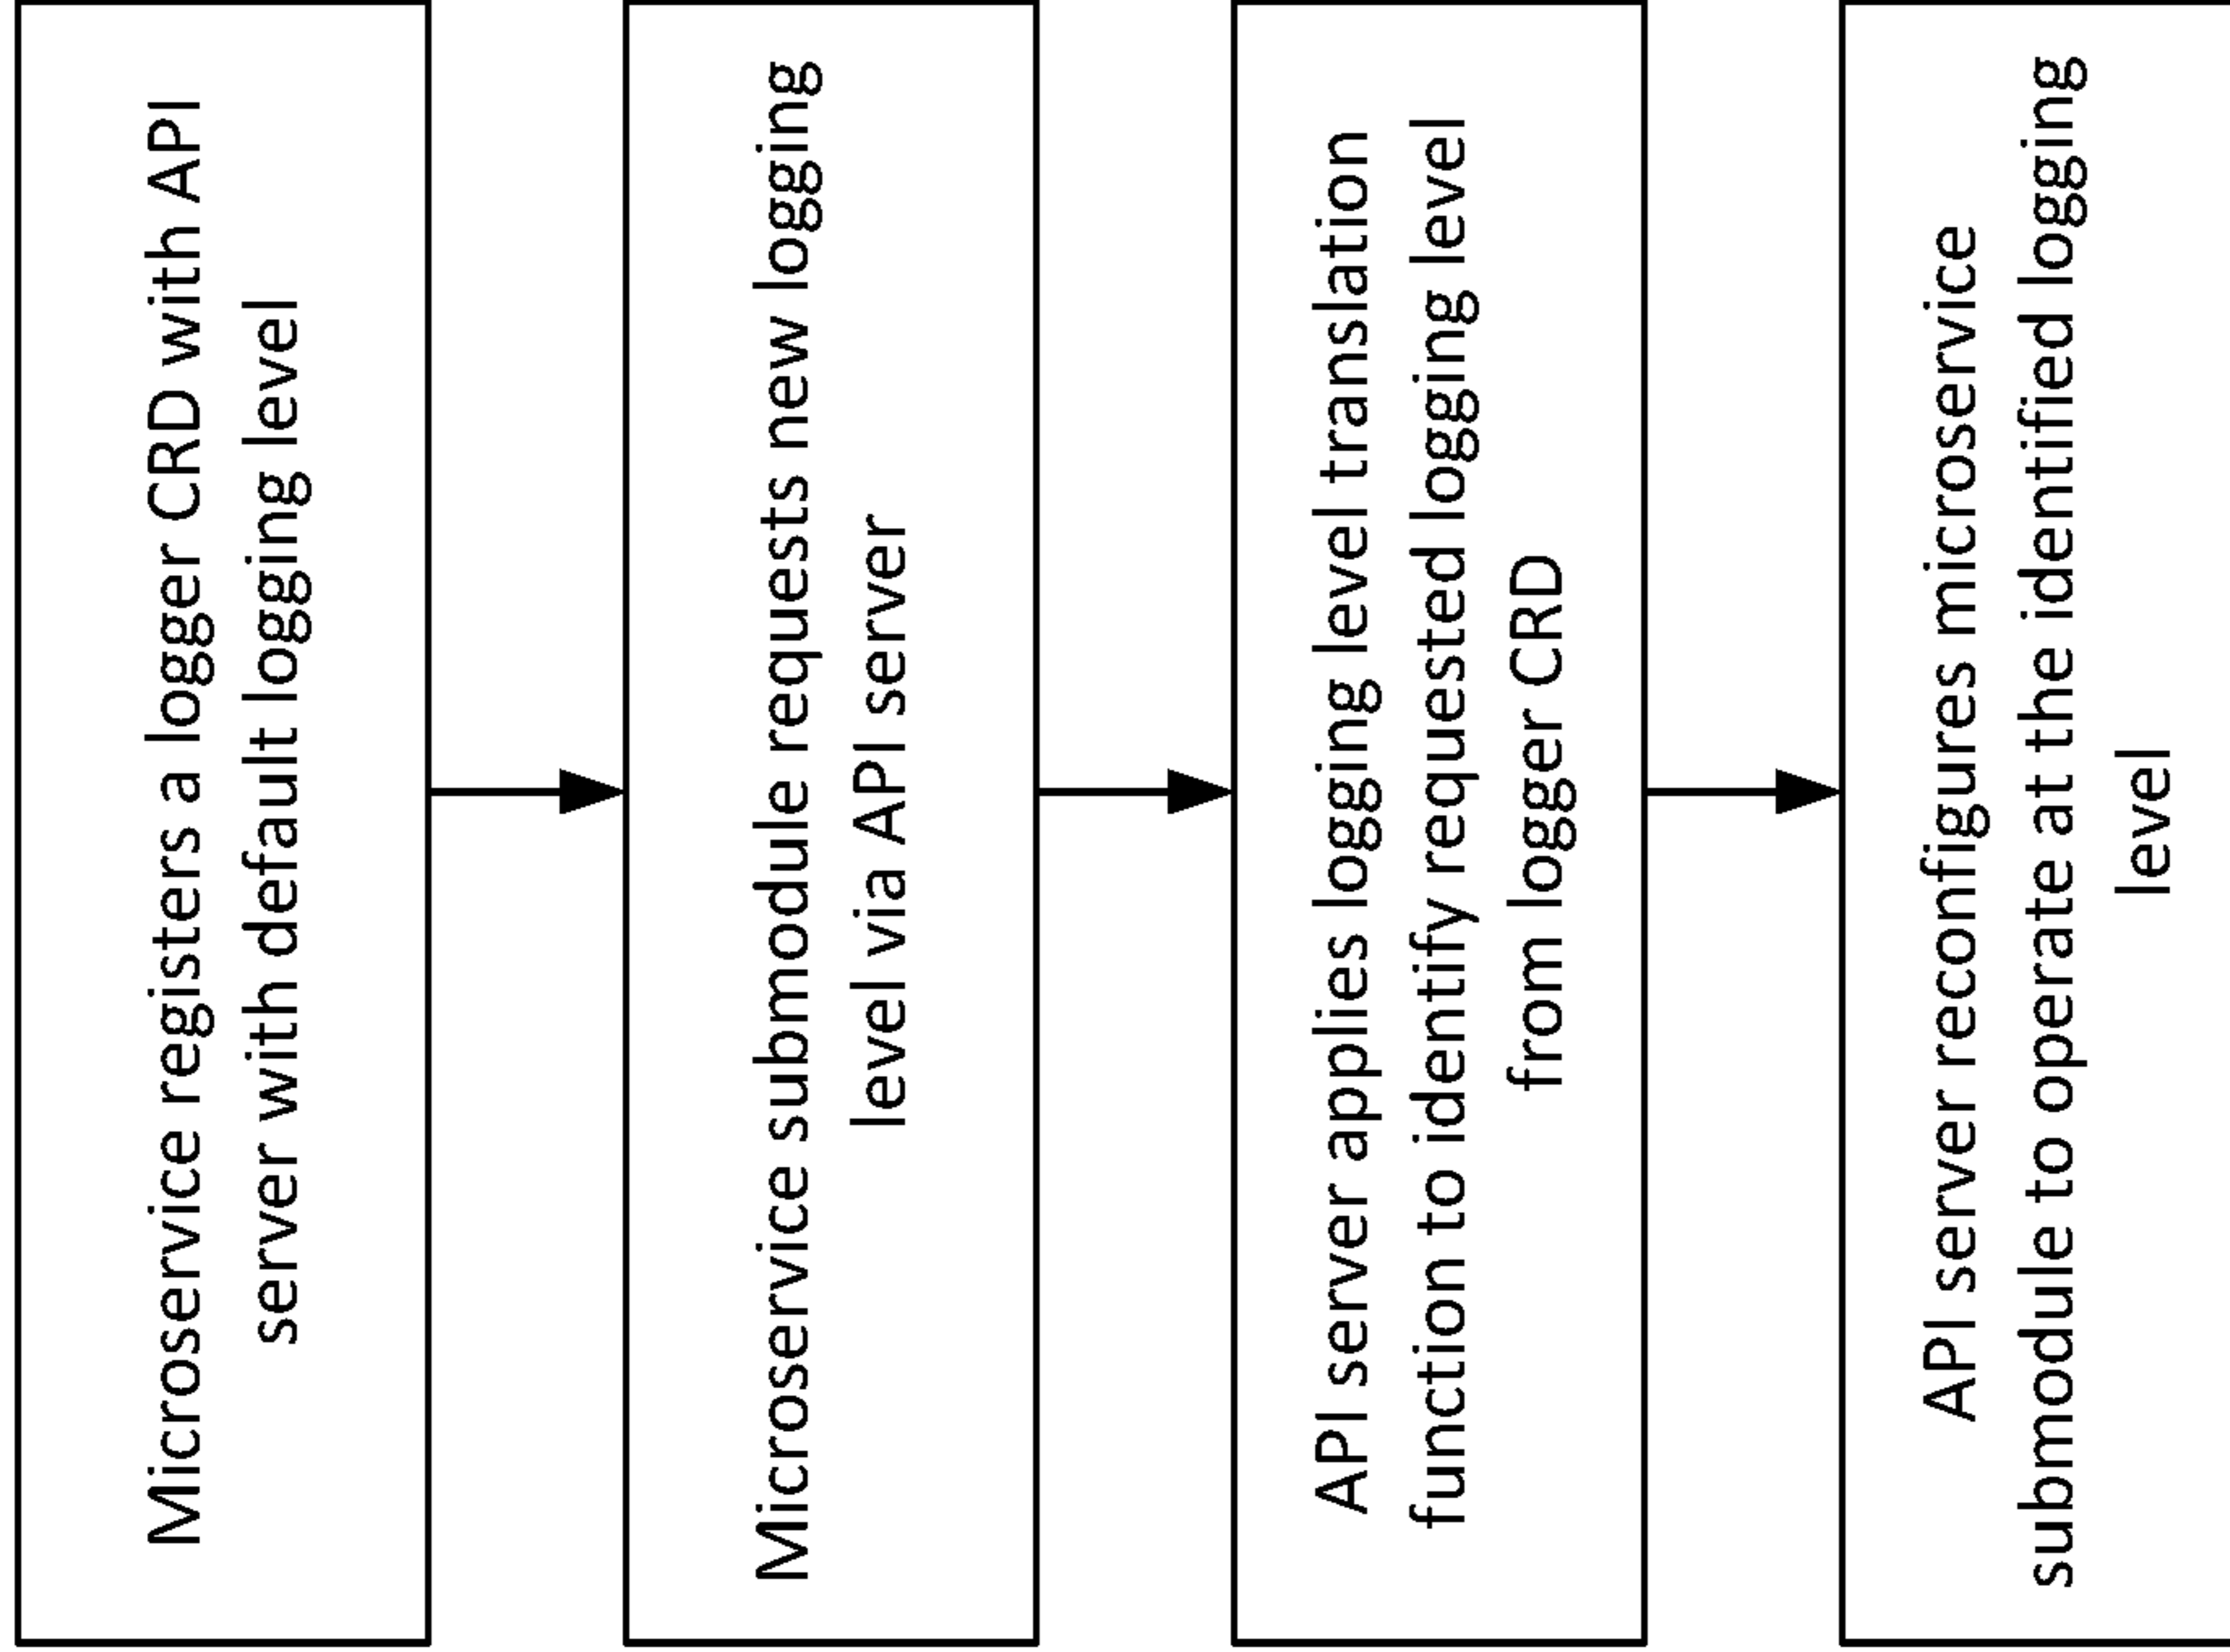 Microservice registers a logger CRD with API
server with default logging level
Microservice submodule requests new logging
level via API server
API server applies logging level translation
function to identify requested logging level
from logger CRD
API server reconfigures microservice
submodule to operate at the identified logging
level